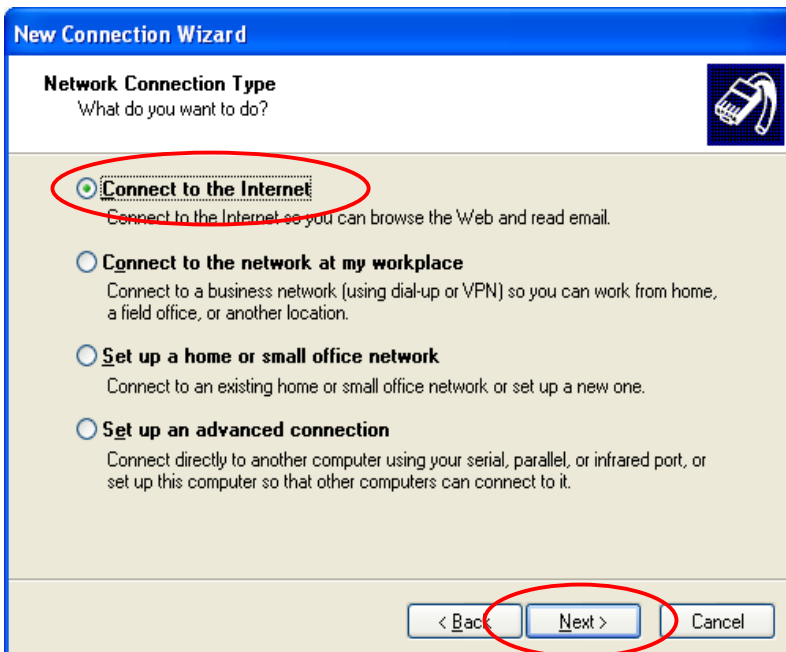 New Connection Wizard
Network Connection Type
What do you want to do?
Connect to the Internet
Connect to the Internet so you can browse the Web and read email.
Connect to the network at my workplace
Connect to a business network (using dial-up or VPN) so you can work from home,
a field office, or another location.
Set up a home or small office network
Connect to an existing home or small office network or set up a new one.
Set up an advanced connection
Connect directly to another computer using your serial, parallel, or infrared port, or
set up this computer so that other computers can connect to it.
< Back Next > Cancel